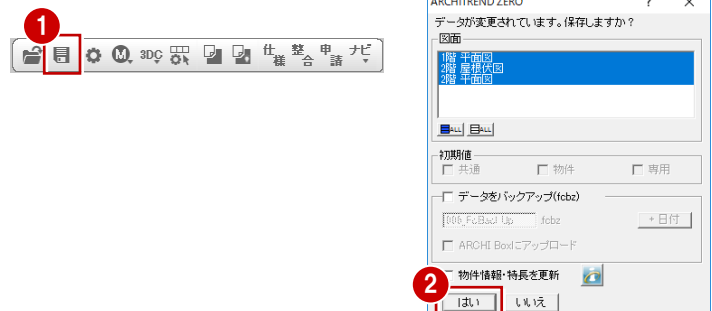 1
3DC
仕様
整合
申請
ナビ
ARCHITREND ZERO
? ×
データが変更されています。保存しますか?
図面
1階 平面図
2階 屋根伏図
2階 平面図
ALL
ALL
初期値
共通
物件
専用
データをバックアップ(fcbz)
.fcbz
+日付
ARCHI Boxにアップロード
物件情報・特長を更新
2
はい
いいえ